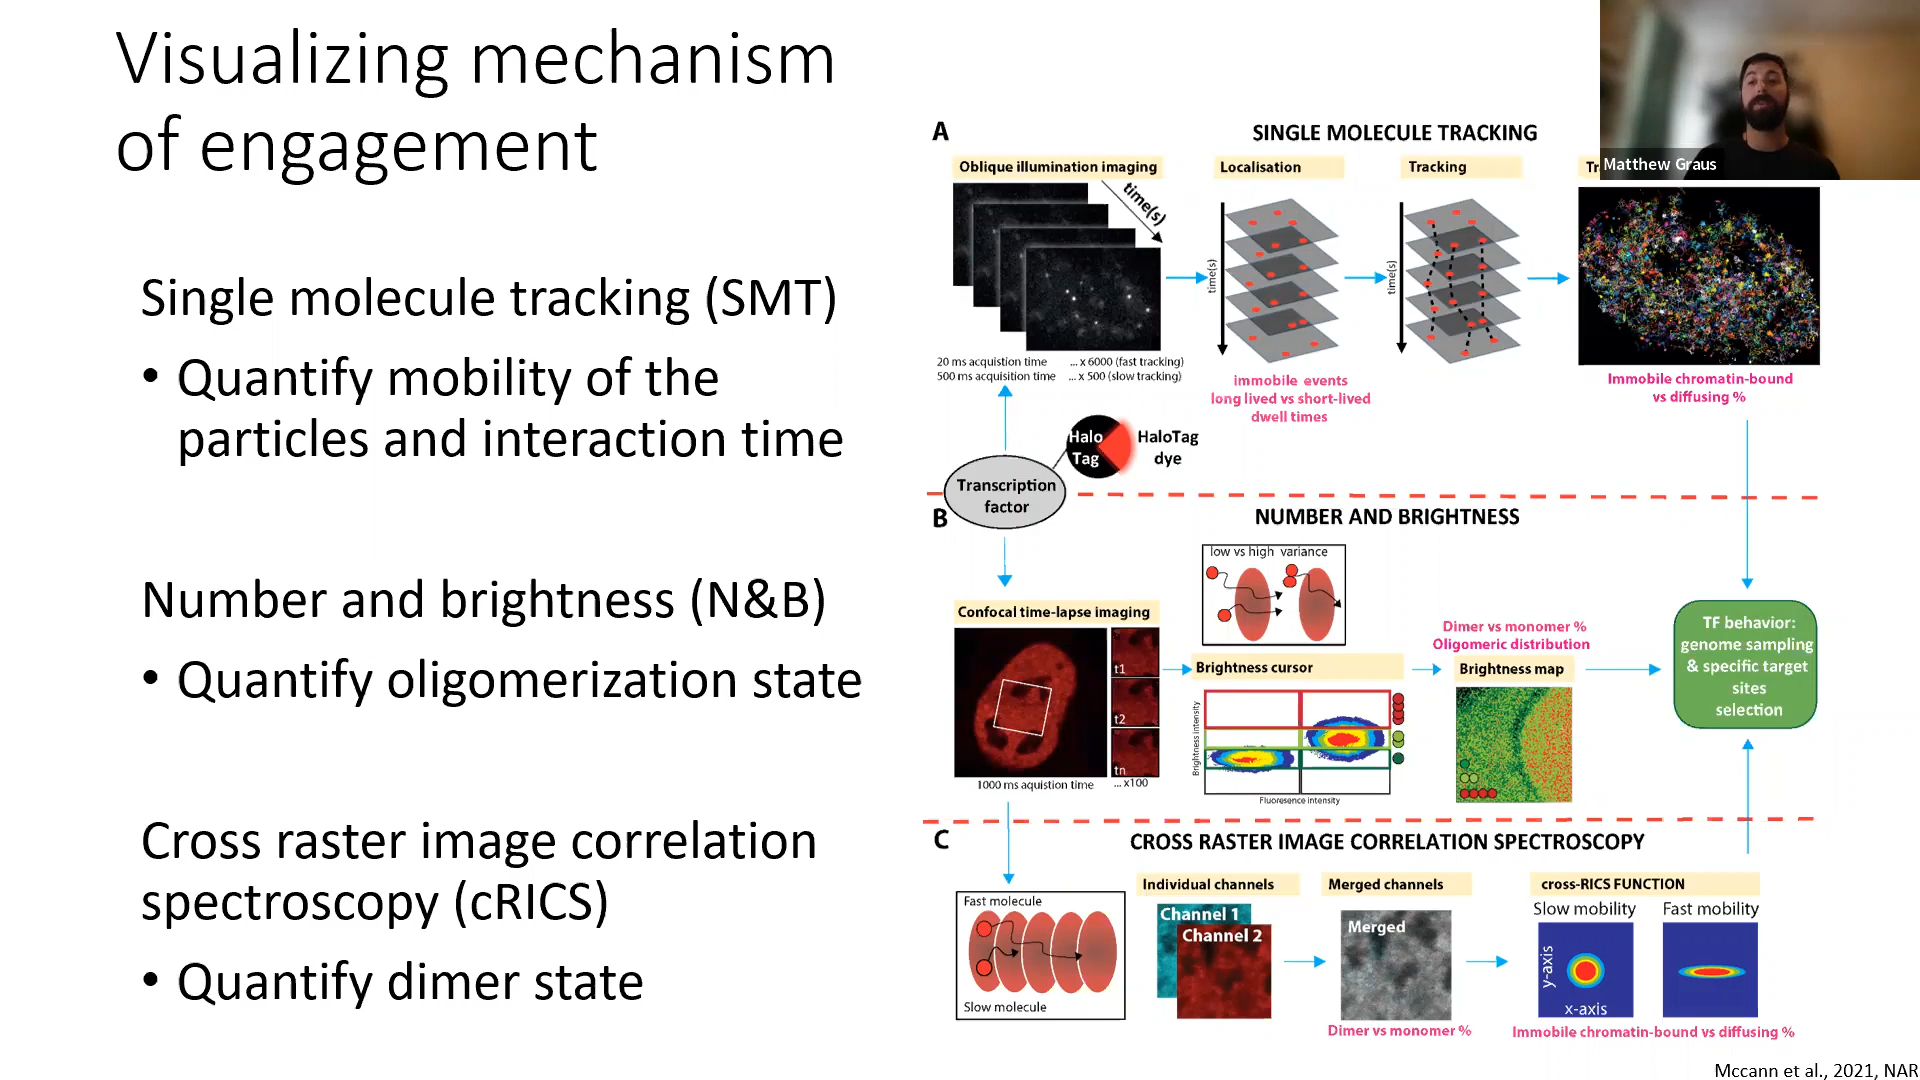 Visualizing mechanism
of engagement
Single molecule tracking (SMT)
• Quantify mobility of the
particles and interaction time
Number and brightness (N&B)
• Quantify oligomerization state
Cross raster image correlation
spectroscopy (cRICS)
• Quantify dimer state
Matthew Graus
A
SINGLE MOLECULE TRACKING
Oblique illumination imaging
Localisation
Tracking
time(s)
time(s)
time(s)
20 ms acquistion time
... x 6000 (fast tracking)
500 ms acquisition time
... x 500 (slow tracking)
immobile events
long lived vs short-lived
dwell times
Immobile chromatin-bound
vs diffusing %
Halo
Tag
HaloTag
dye
Transcription
factor
B
NUMBER AND BRIGHTNESS
low vs high variance
Confocal time-lapse imaging
t1
t2
tn
1000 ms aquistion time
... x100
Brightness cursor
Brightness intensity
Fluoresence intensity
Dimer vs monomer %
Oligomeric distribution
Brightness map
TF behavior:
genome sampling
& specific target
sites
selection
C
CROSS RASTER IMAGE CORRELATION SPECTROSCOPY
Fast molecule
Slow molecule
Individual channels
Channel 1
Channel 2
Merged channels
Merged
Dimer vs monomer %
cross-RICS FUNCTION
Slow mobility
Fast mobility
y-axis
x-axis
Immobile chromatin-bound vs diffusing %
Mccann et al., 2021, NAR